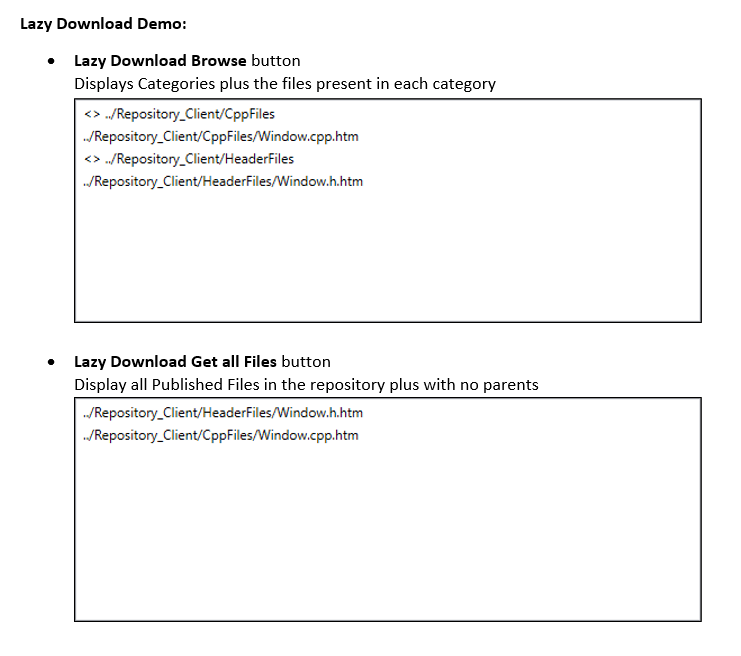 Lazy Download Demo:
• Lazy Download Browse button
Displays Categories plus the files present in each category
<> ../Repository_Client/CppFiles
../Repository_Client/CppFiles/Window.cpp.htm
<> ../Repository_Client/HeaderFiles
../Repository_Client/HeaderFiles/Window.h.htm
• Lazy Download Get all Files button
Display all Published Files in the repository plus with no parents
../Repository_Client/HeaderFiles/Window.h.htm
../Repository_Client/CppFiles/Window.cpp.htm